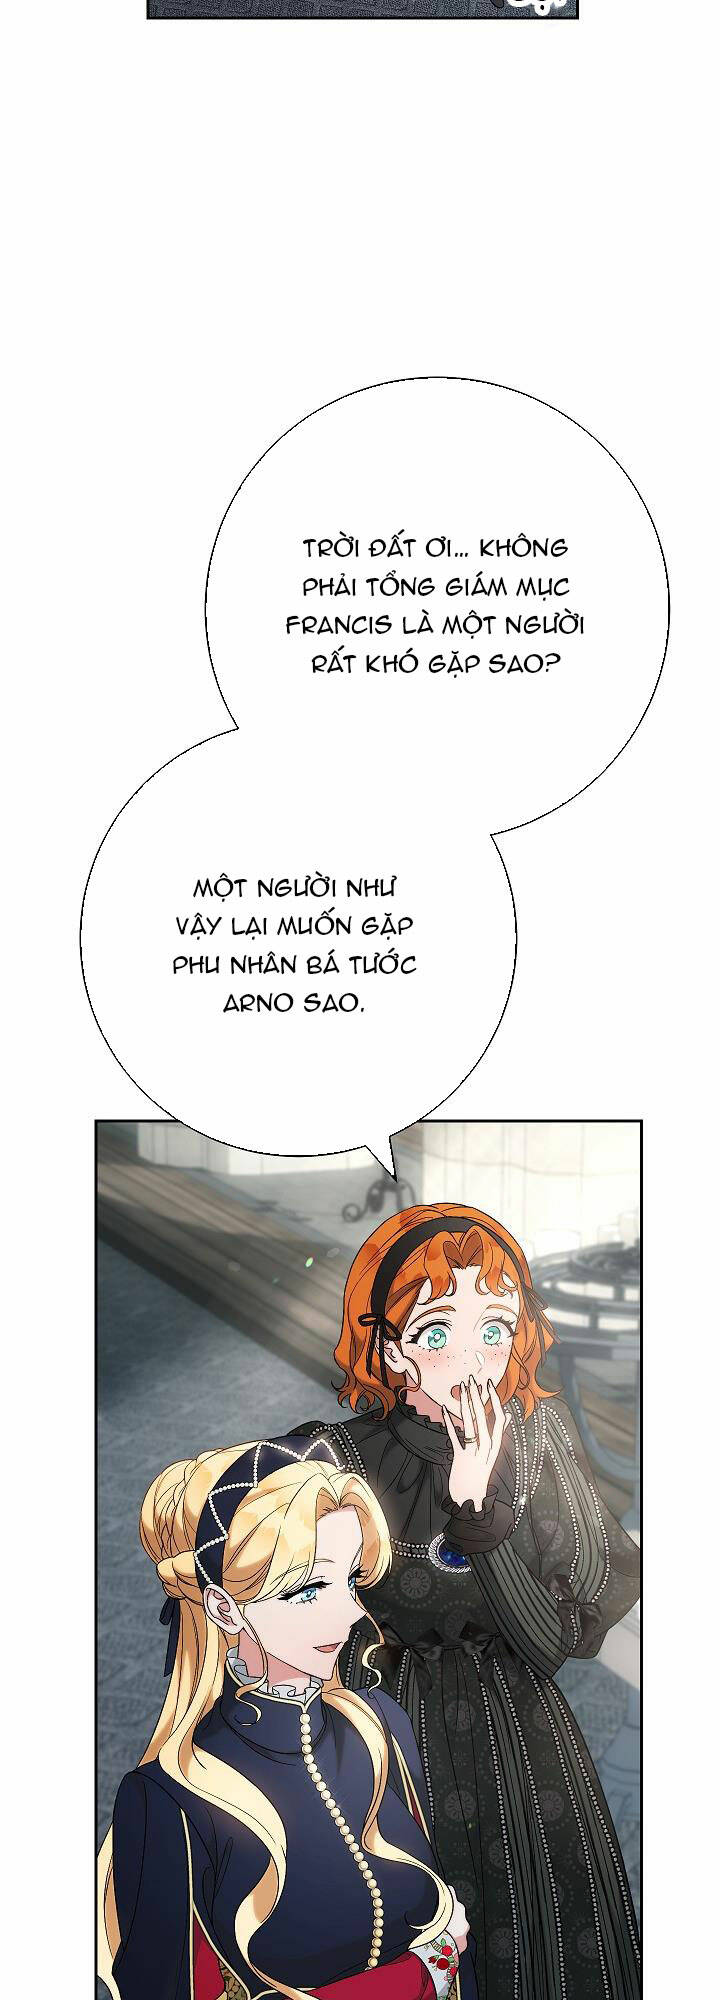 TRỜI ĐẤT ƠI... KHÔNG
PHẢI TỔNG GIÁM MỤC
FRANCIS LÀ MỘT NGƯỜI
RẤT KHÓ GẶP SAO?
MỘT NGƯỜI NHƯ
VẬY LẠI MUỐN GẶP
PHU NHÂN BÁ TƯỚC
ARNO SAO.